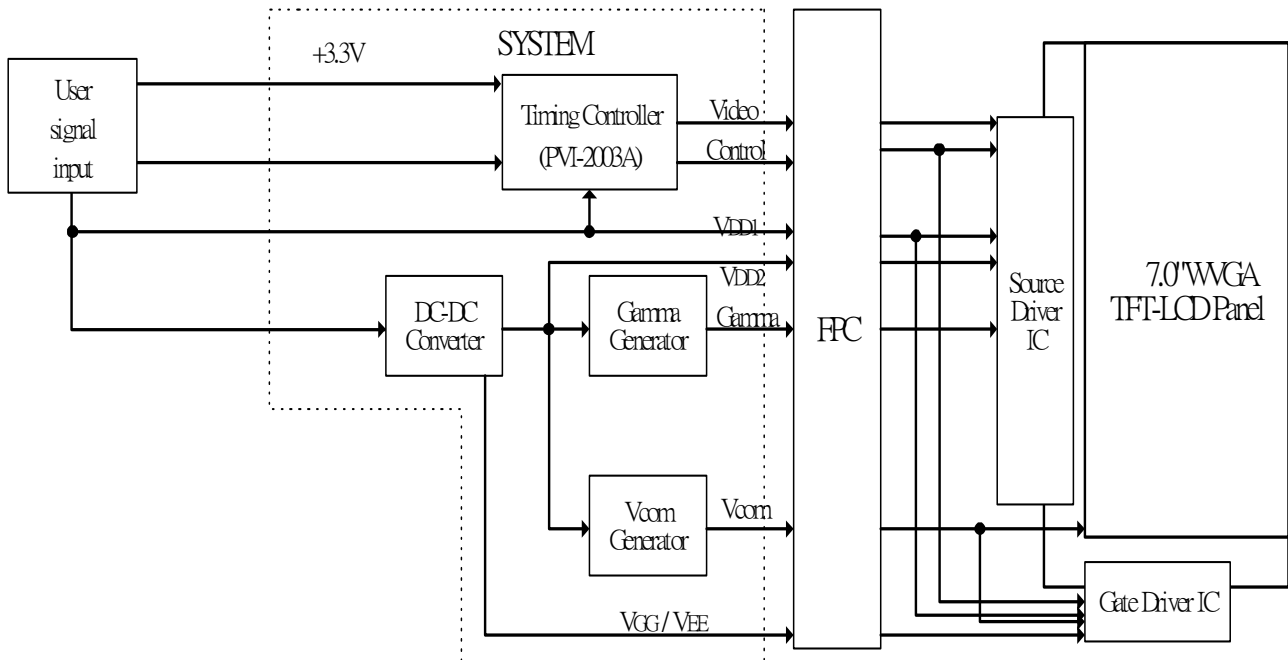 SYSTEM
+3.3V
User
signal
input
Timing Controller
(PVI-2003A)
Video
Control
VDD1
VDD2
DC-DC
Converter
Gamma
Generator
Gamma
FPC
Source
Driver
IC
7.0" WVGA
TFT-LCD Panel
Vcom
Generator
Vcom
Gate Driver IC
VGG / VEE